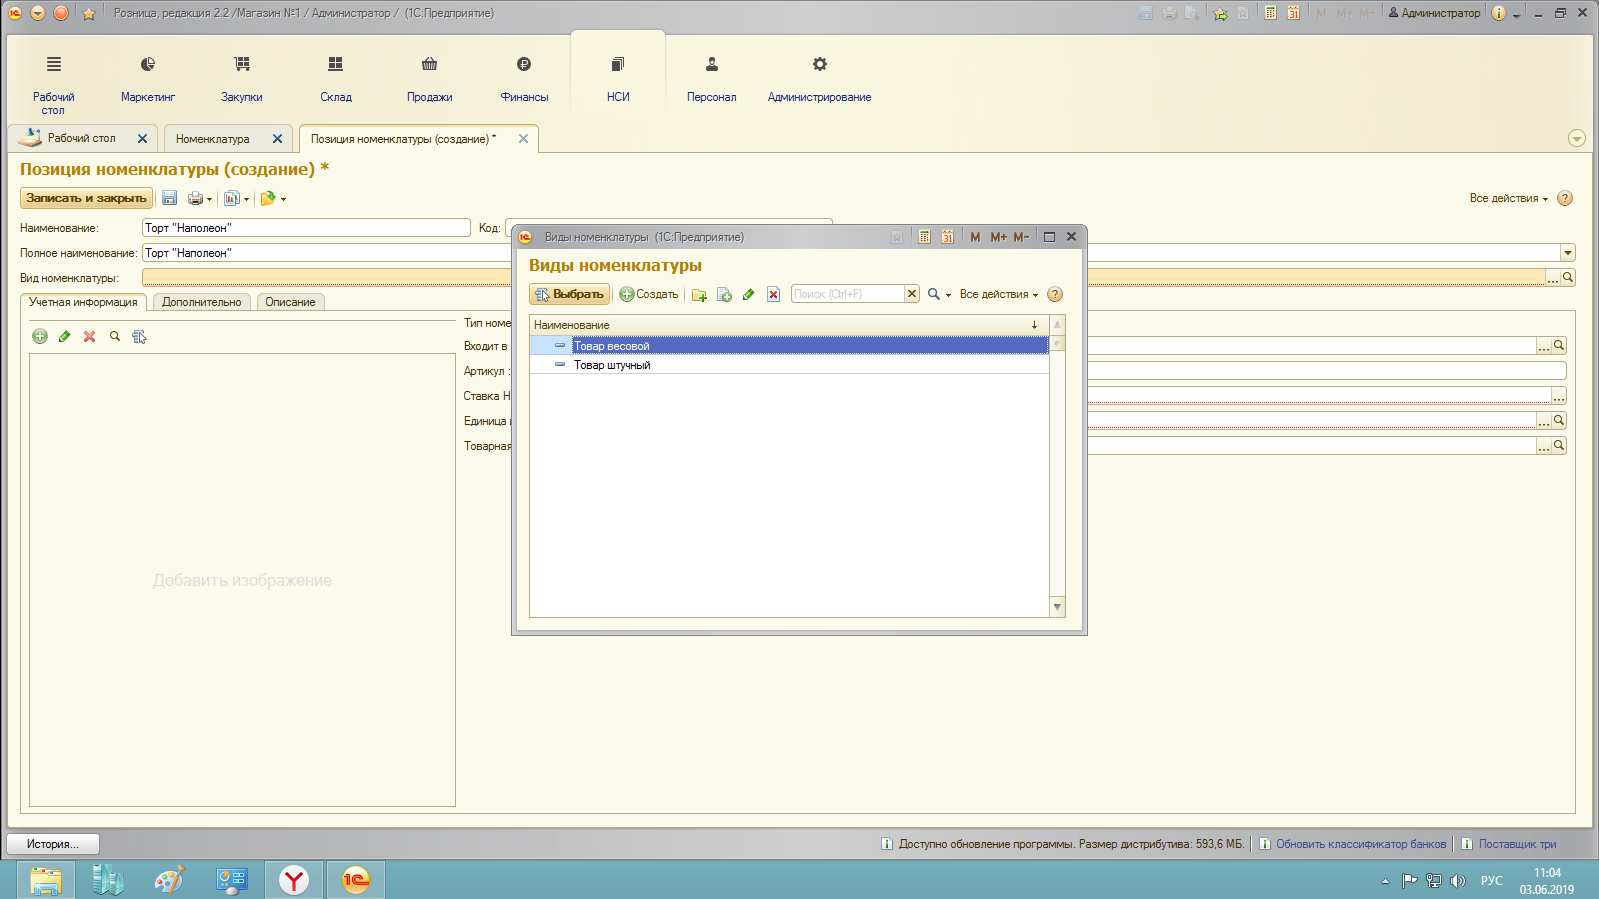 Розница, редакция 2.2 /Магазин №1 / Администратор / (1С:Предприятие)
M M+ M- Администратор
Рабочий стол
Маркетинг
Закупки
Склад
Продажи
Финансы
НСИ
Персонал
Администрирование
Рабочий стол
Номенклатура
Позиция номенклатуры (создание) *
Позиция номенклатуры (создание) *
Записать и закрыть
Все действия
Наименование: Торт "Наполеон" Код:
Полное наименование: Торт "Наполеон"
Вид номенклатуры:
Учетная информация
Дополнительно
Описание
Добавить изображение
Тип номе
Входит в
Артикул :
Ставка Н
Единица и
Товарная
Виды номенклатуры (1С:Предприятие)
31 M M+ M-
Виды номенклатуры
Выбрать Создать Поиск (Ctrl+F) Все действия
Наименование
Товар весовой
Товар штучный
История...
Доступно обновление программы. Размер дистрибутива: 593,6 МБ.
Обновить классификатор банков
Поставщик три
РУС
11:04
03.06.2019